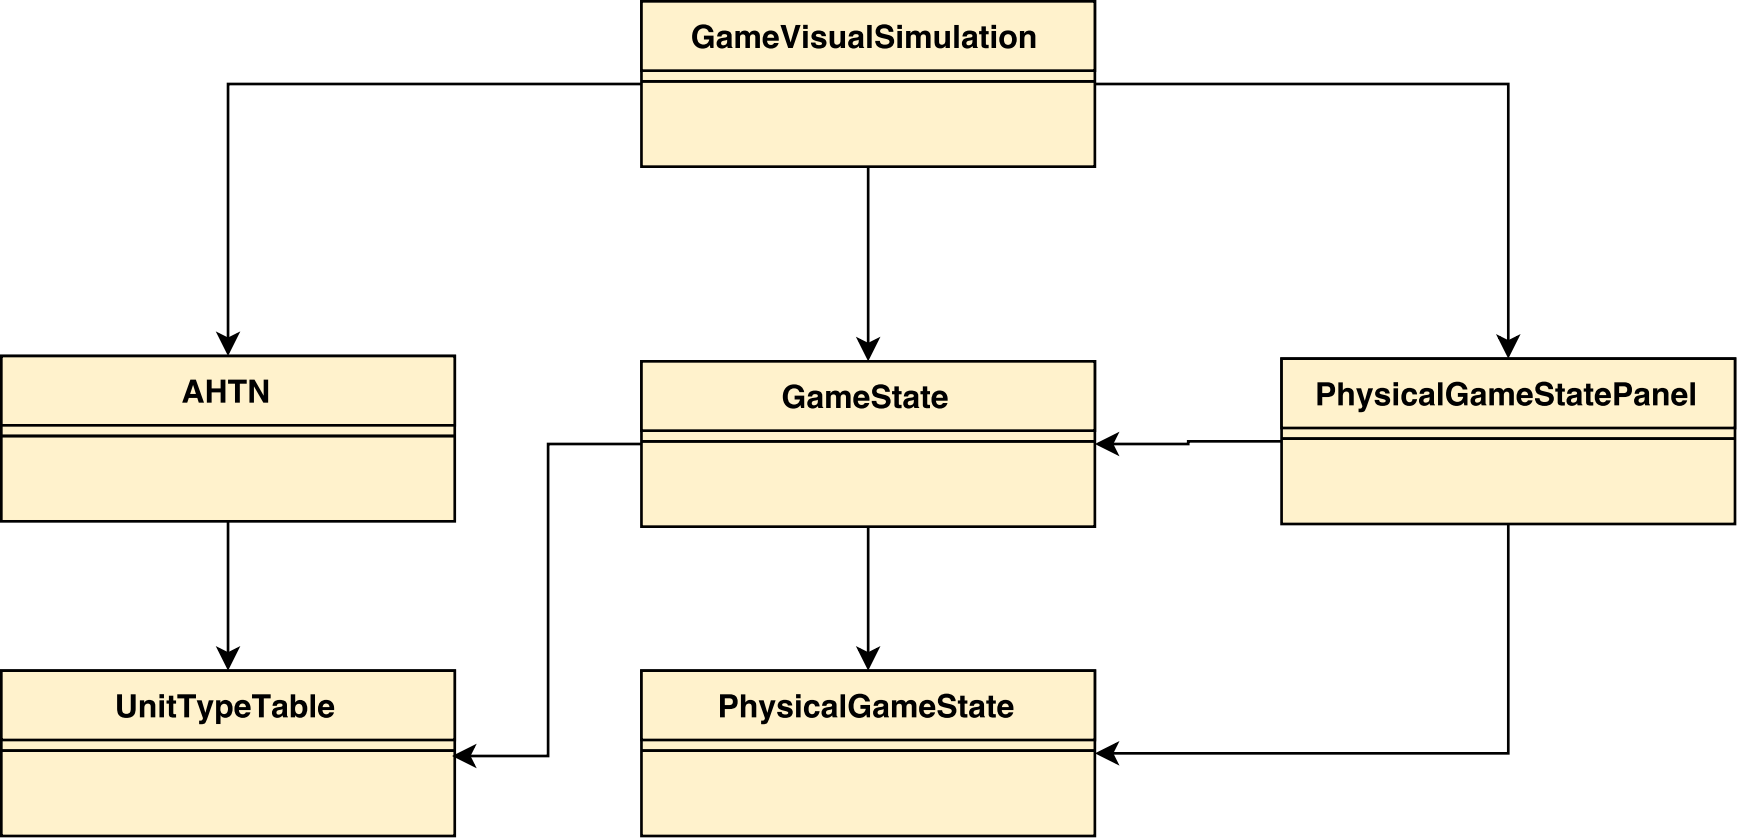 GameVisualSimulation
AHTN
GameState
PhysicalGameStatePanel
UnitTypeTable
PhysicalGameState